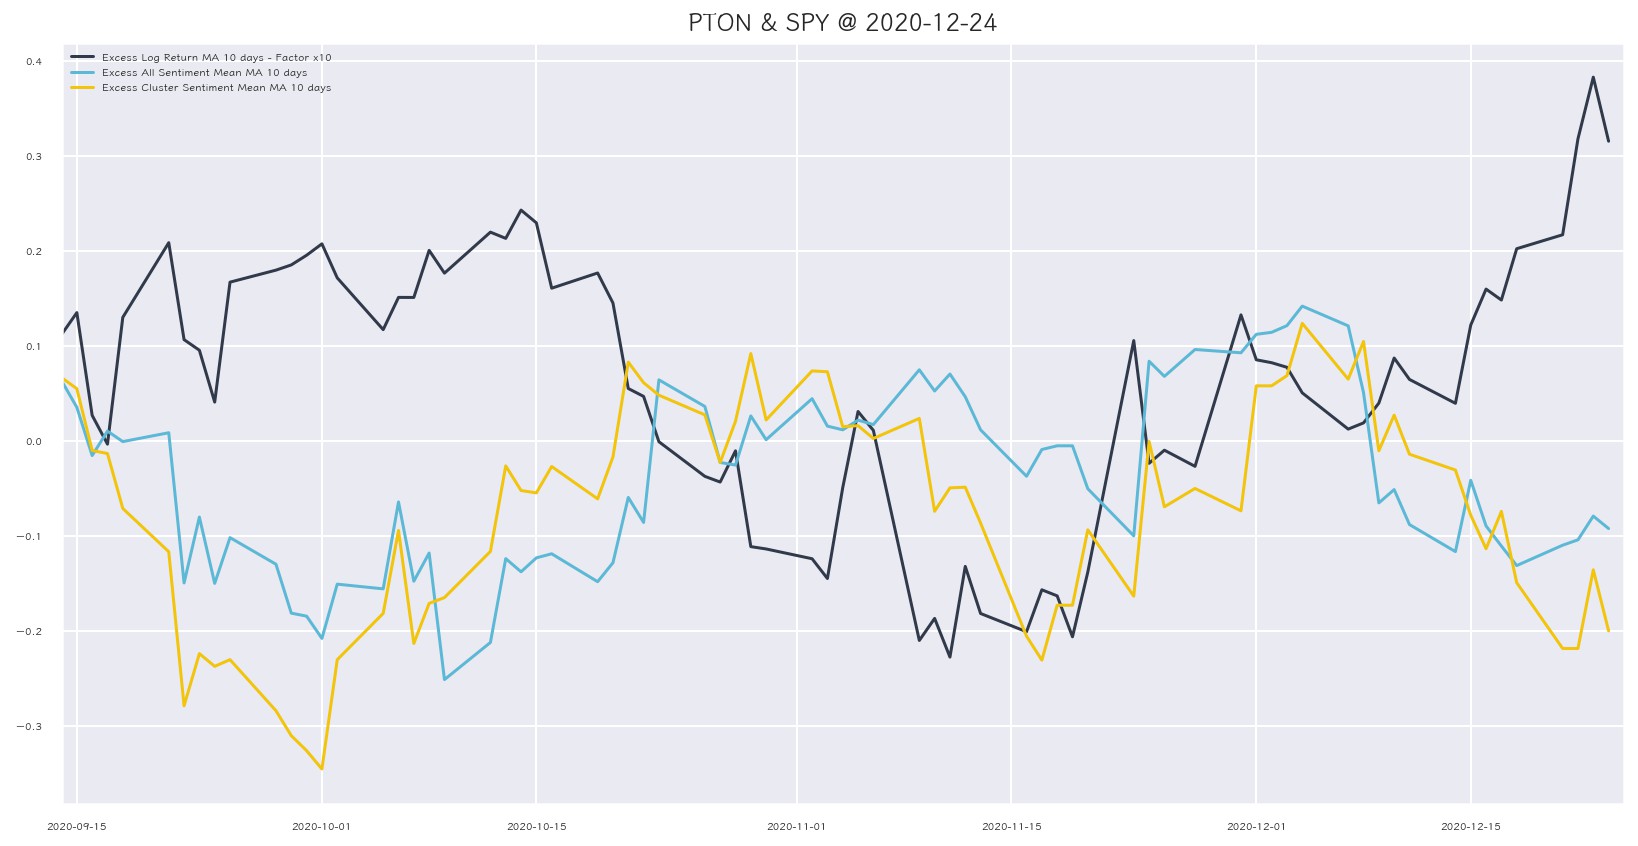 PTON & SPY @ 2020-12-24
Excess Log Return MA 10 days - Factor x10
Excess All Sentiment Mean MA 10 days
Excess Cluster Sentiment Mean MA 10 days
0.4
0.3
0.2
0.1
0.0
−0.1
−0.2
−0.3
2020-09-15 2020-10-01 2020-10-15 2020-11-01 2020-11-15 2020-12-01 2020-12-15